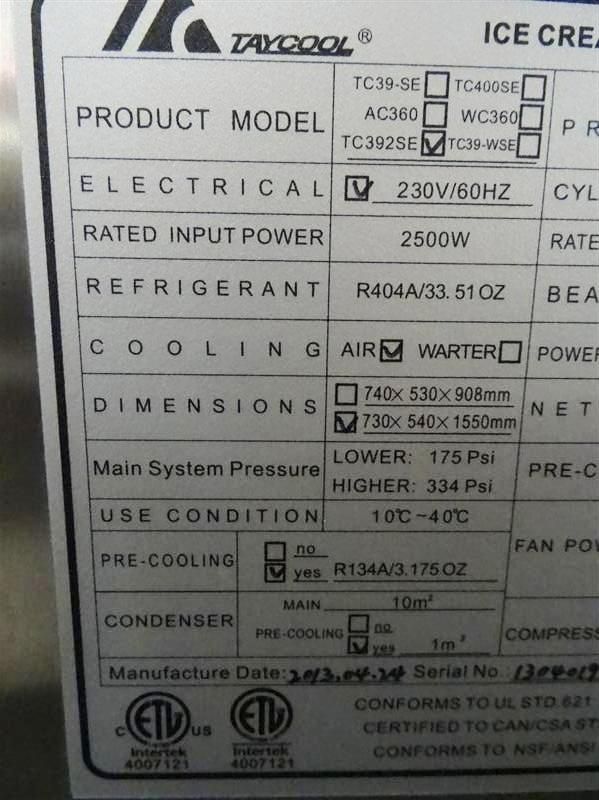 TAYCOOL® ICE CREA
PRODUCT MODEL TC39-SE TC400SE
AC360 WC360
TC392SE TC39-WSE
P R
ELECTRICAL 230V/60HZ CYL
RATED INPUT POWER 2500W RATE
REFRIGERANT R404A/33.51OZ BEA
COOLING AIR WARTER POWE
DIMENSIONS 740×530×908mm
730×540×1550mm
NET
Main System Pressure LOWER: 175 Psi
HIGHER: 334 Psi
PRE-C
USE CONDITION 10℃~40℃
PRE-COOLING no
yes R134A/3.175OZ
FAN POW
CONDENSER MAIN 10m²
PRE-COOLING no
yes 1m²
COMPRESS
Manufacture Date: 2013.04.24 Serial No.: 1304019
C ETL US ETL
Intertek Intertek
4007121 4007121
CONFORMS TO UL STD.621
CERTIFIED TO CAN/CSA ST
CONFORMS TO NSF/ANSI